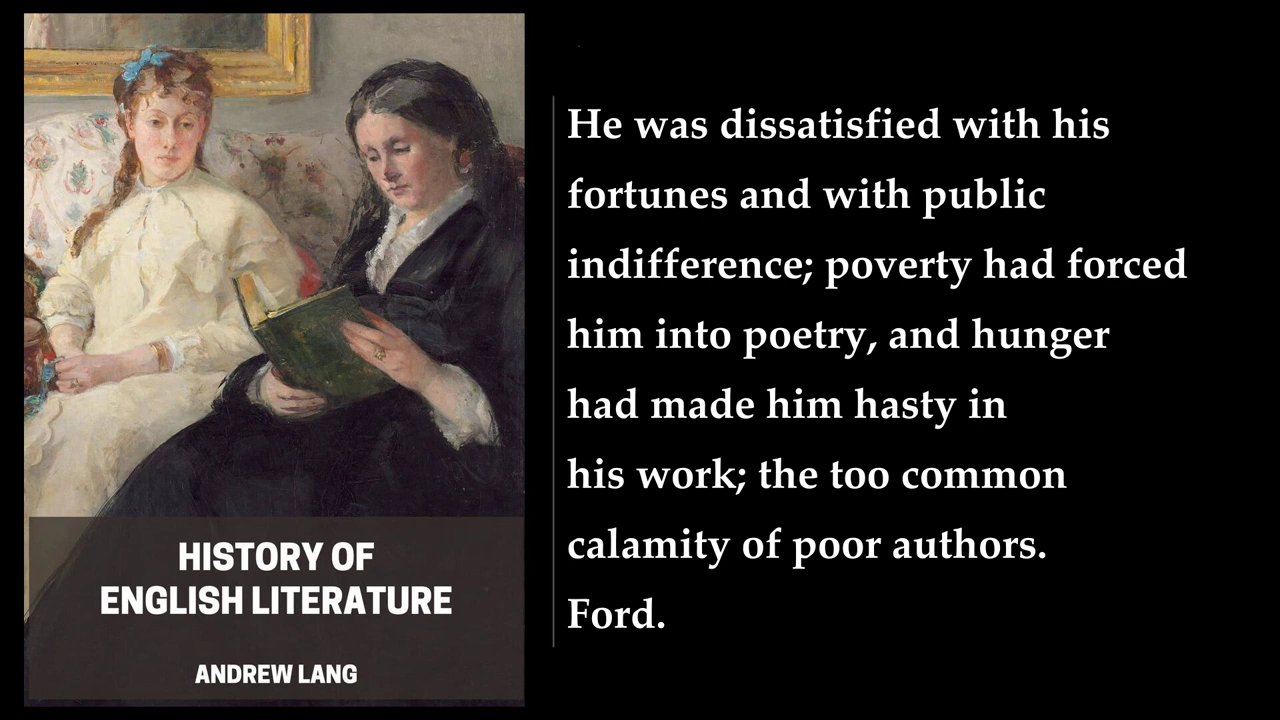 HISTORY OF
ENGLISH LITERATURE
ANDREW LANG
He was dissatisfied with his
fortunes and with public
indifference; poverty had forced
him into poetry, and hunger
had made him hasty in
his work; the too common
calamity of poor authors.
Ford.